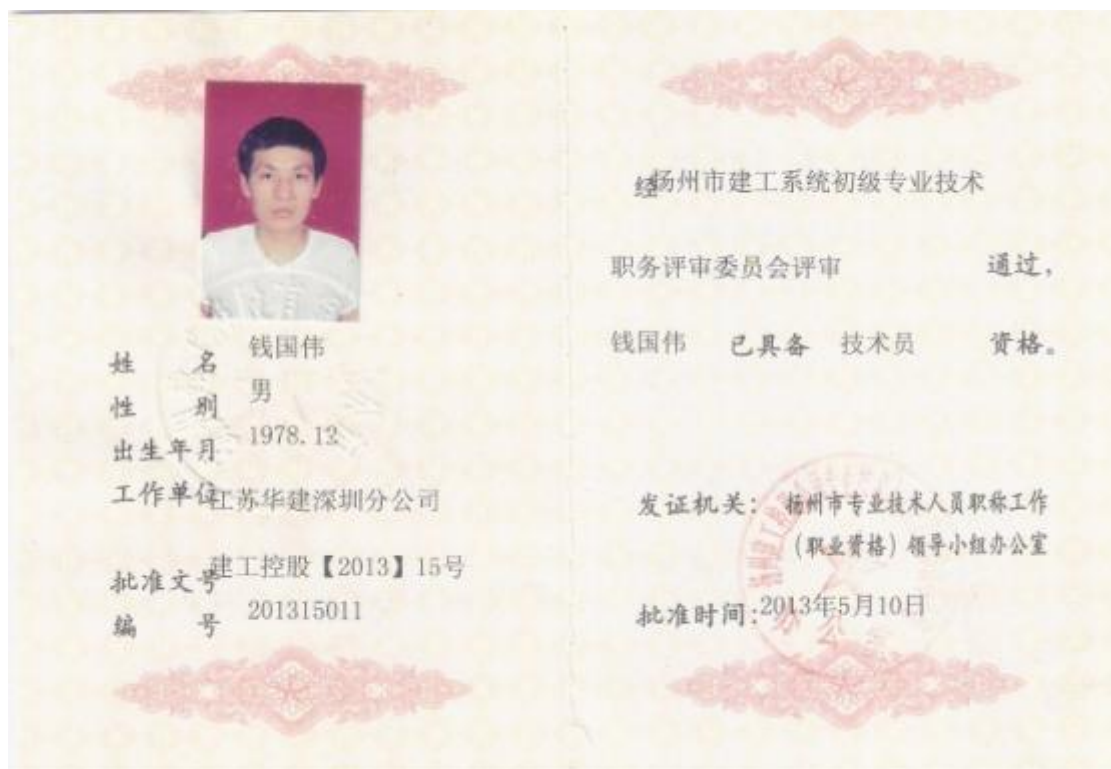 姓 名 钱国伟
性 别 男
出生年月 1978.12
工作单位 江苏华建深圳分公司
批准文号 建工控股【2013】15号
编 号 201315011
经扬州市建工系统初级专业技术
职务评审委员会评审 通过,
钱国伟 已具备 技术员 资格。
发证机关: 扬州市专业技术人员职称工作
(职业资格)领导小组办公室
批准时间:2013年5月10日